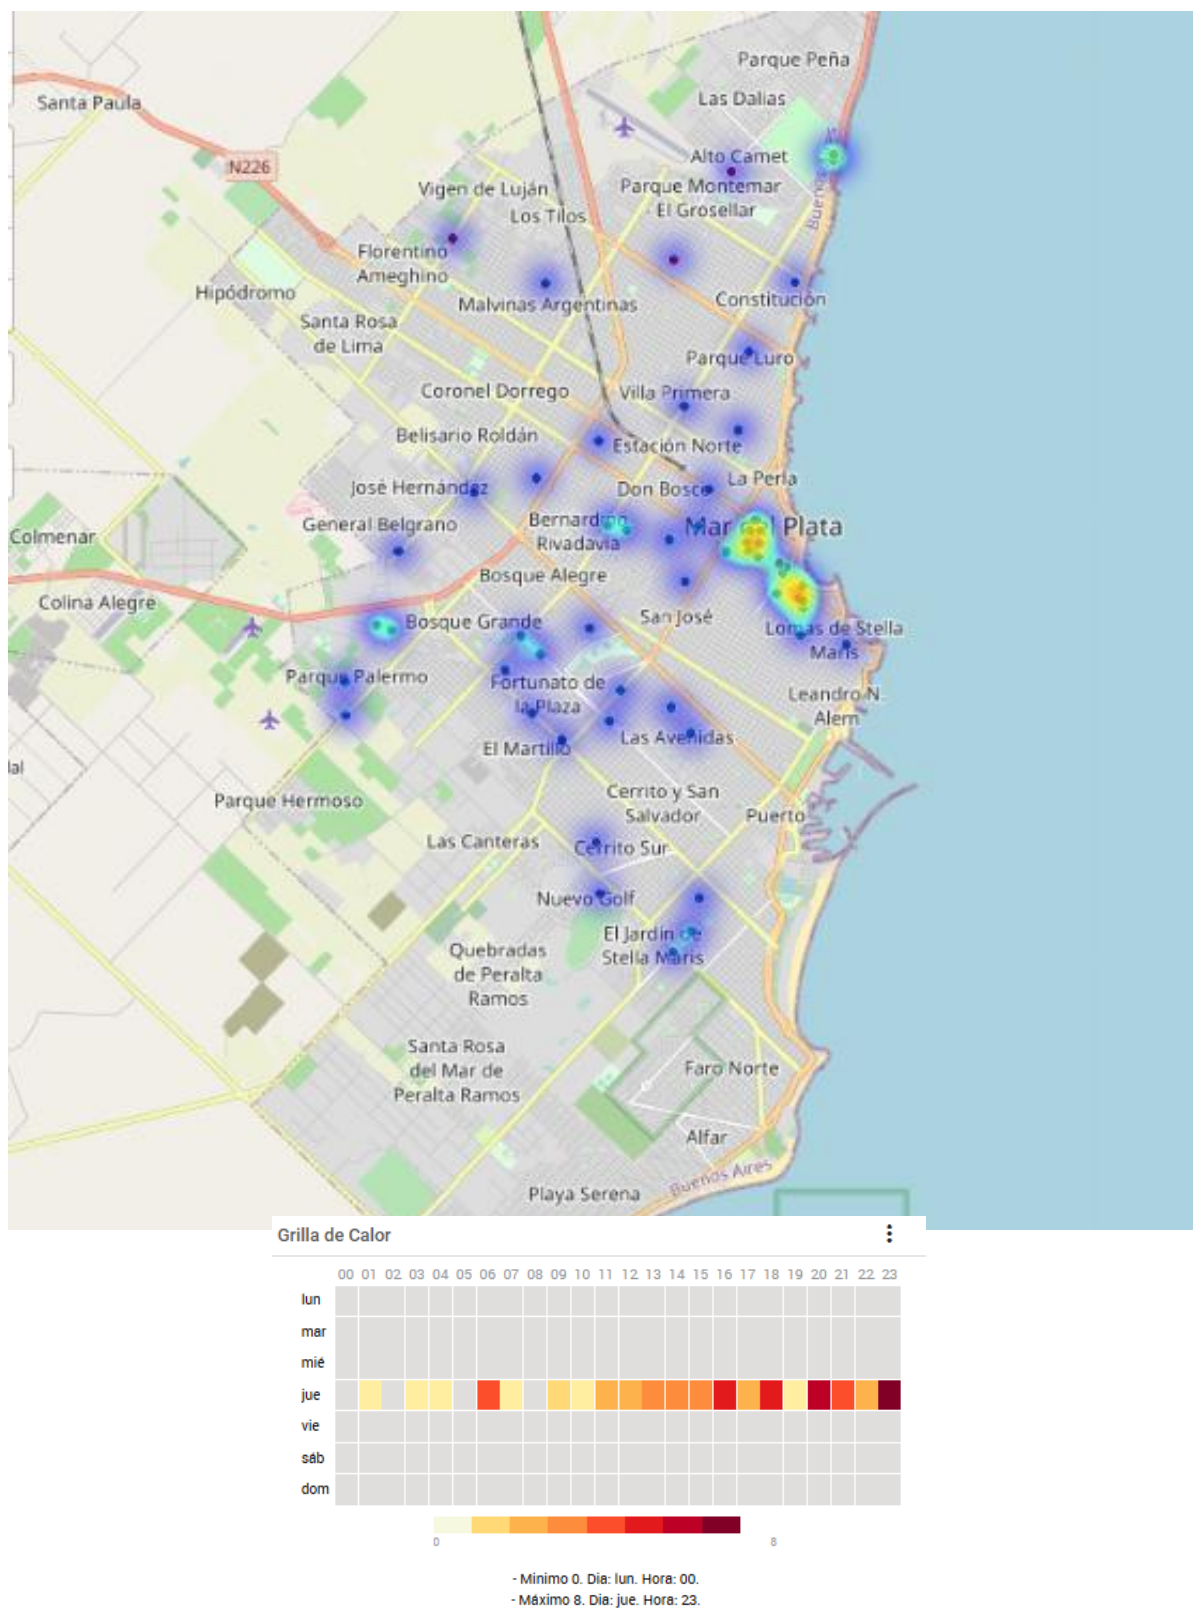 Parque Peña
Las Dalias
Santa Paula
N226
Alto Camet
Parque Montemar
El Grosellar
Vigen de Luján
Los Tilos
Buenos
Florentino
Ameghino
Hipódromo
Malvinas Argentinas
Constitución
Santa Rosa
de Lima
Parque Luro
Coronel Dorrego
Villa Primera
Belisario Roldán
Estación Norte
José Hernández
Don Bosco
La Perla
General Belgrano
Bernardino
Rivadavia
Mar del Plata
Colmenar
Bosque Alegre
Colina Alegre
Bosque Grande
San José
Lomas de Stella
Maris
Parque Palermo
Fortunato de
la Plaza
Leandro N.
Alem
El Martillo
Las Avenidas
Parque Hermoso
Cerrito y San
Salvador
Puerto
Las Canteras
Cerrito Sur
Nuevo Golf
El Jardín de
Stella Maris
Quebradas
de Peralta
Ramos
Santa Rosa
del Mar de
Peralta Ramos
Faro Norte
Alfar
Buenos Aires
Playa Serena
Grilla de Calor
00 01 02 03 04 05 06 07 08 09 10 11 12 13 14 15 16 17 18 19 20 21 22 23
lun
mar
mié
jue
vie
sáb
dom
0 8
- Minimo 0. Dia: lun. Hora: 00.
- Máximo 8. Dia: jue. Hora: 23.